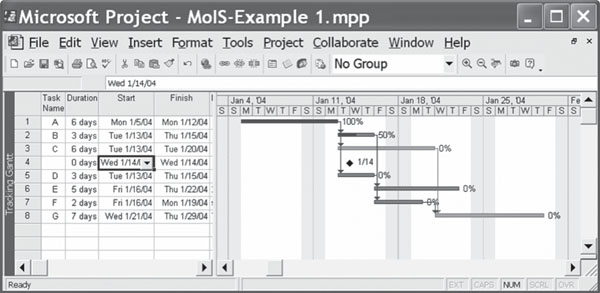 Microsoft Project - MoIS-Example 1.mpp
File Edit View Insert Format Tools Project Collaborate Window Help
No Group
Wed 1/14/04
Task Name Duration Start Finish
Jan 4, '04 Jan 11, '04 Jan 18, '04 Jan 25, '04 Fe
S S M T W T F S S M T W T F S S M T W T F S S M T W T F S
1 A 6 days Mon 1/5/04 Mon 1/12/04 100%
2 B 3 days Tue 1/13/04 Thu 1/15/04 50%
3 C 6 days Tue 1/13/04 Tue 1/20/04 0%
4 0 days Wed 1/14/ Wed 1/14/04 1/14
5 D 3 days Tue 1/13/04 Thu 1/15/04 0%
6 E 5 days Fri 1/16/04 Thu 1/22/04 0%
7 F 2 days Fri 1/16/04 Mon 1/19/04 0%
8 G 7 days Wed 1/21/04 Thu 1/29/04 0%
Tracking Gantt
Ready EXT CAPS NUM SCRL OVR